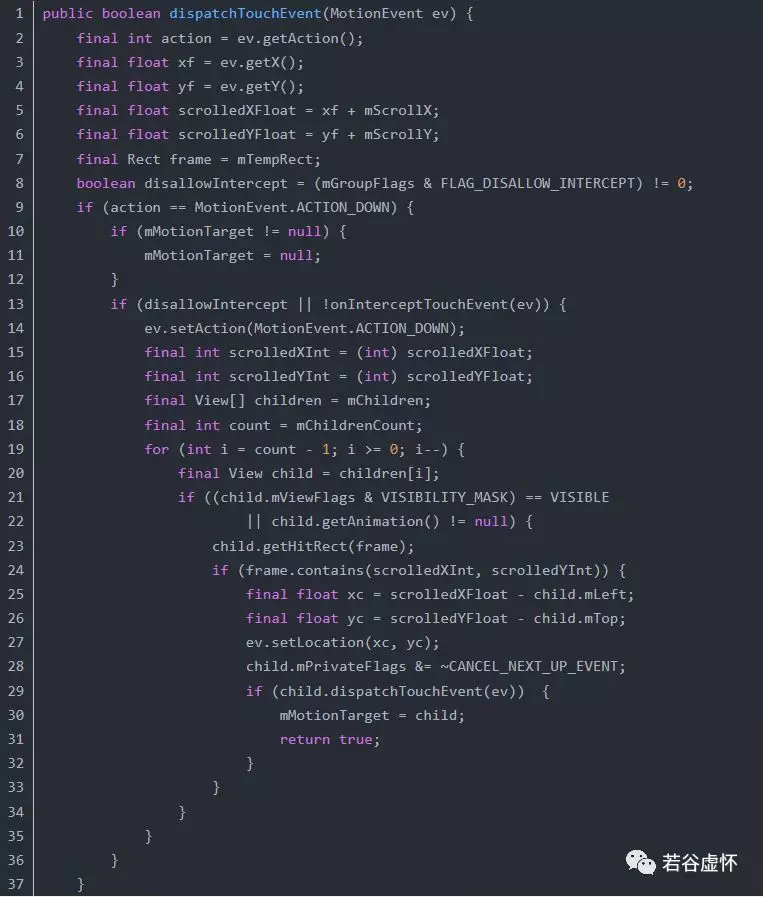 1 public boolean dispatchTouchEvent(MotionEvent ev) {
2     final int action = ev.getAction();
3     final float xf = ev.getX();
4     final float yf = ev.getY();
5     final float scrolledXFloat = xf + mScrollX;
6     final float scrolledYFloat = yf + mScrollY;
7     final Rect frame = mTempRect;
8     boolean disallowIntercept = (mGroupFlags & FLAG_DISALLOW_INTERCEPT) != 0;
9     if (action == MotionEvent.ACTION_DOWN) {
10         if (mMotionTarget != null) {
11             mMotionTarget = null;
12         }
13         if (disallowIntercept || !onInterceptTouchEvent(ev)) {
14             ev.setAction(MotionEvent.ACTION_DOWN);
15             final int scrolledXInt = (int) scrolledXFloat;
16             final int scrolledYInt = (int) scrolledYFloat;
17             final View[] children = mChildren;
18             final int count = mChildrenCount;
19             for (int i = count - 1; i >= 0; i--) {
20                 final View child = children[i];
21                 if ((child.mViewFlags & VISIBILITY_MASK) == VISIBLE
22                         || child.getAnimation() != null) {
23                     child.getHitRect(frame);
24                     if (frame.contains(scrolledXInt, scrolledYInt)) {
25                         final float xc = scrolledXFloat - child.mLeft;
26                         final float yc = scrolledYFloat - child.mTop;
27                         ev.setLocation(xc, yc);
28                         child.mPrivateFlags &= ~CANCEL_NEXT_UP_EVENT;
29                         if (child.dispatchTouchEvent(ev))  {
30                             mMotionTarget = child;
31                             return true;
32                         }
33                     }
34                 }
35             }
36         }
37     }
若谷虚怀